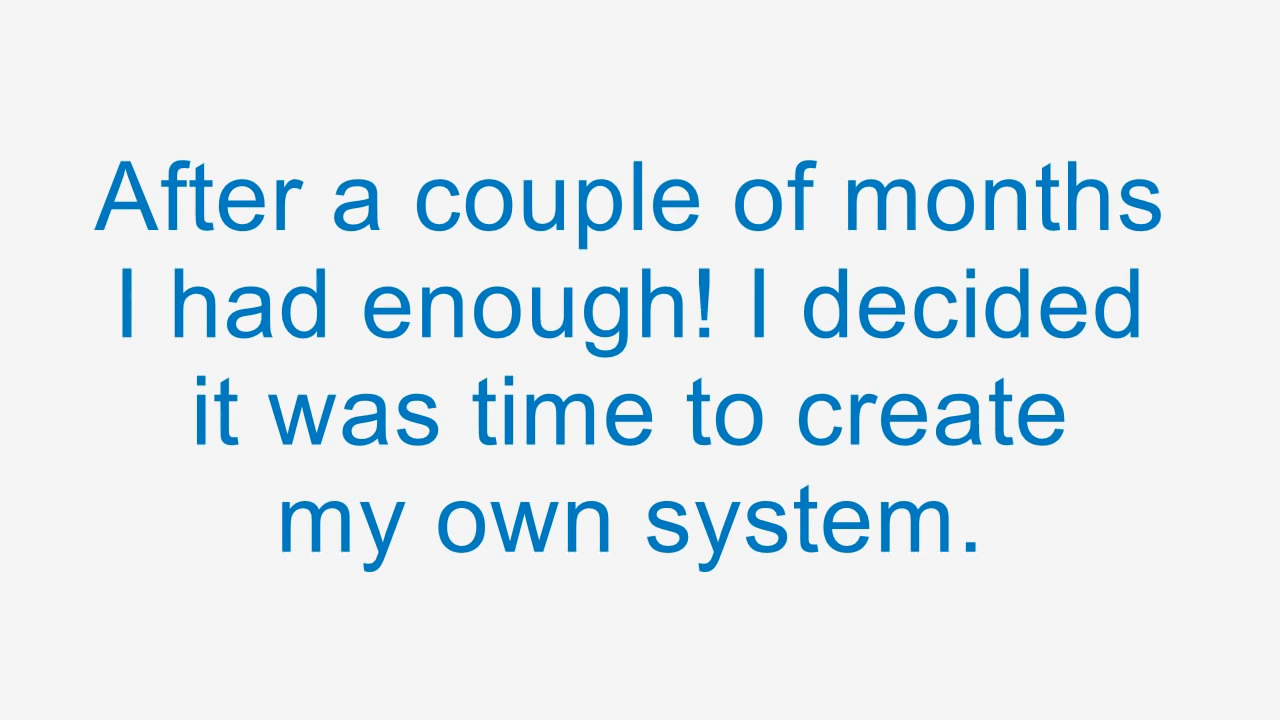 After a couple of months
I had enough! I decided
it was time to create
my own system.